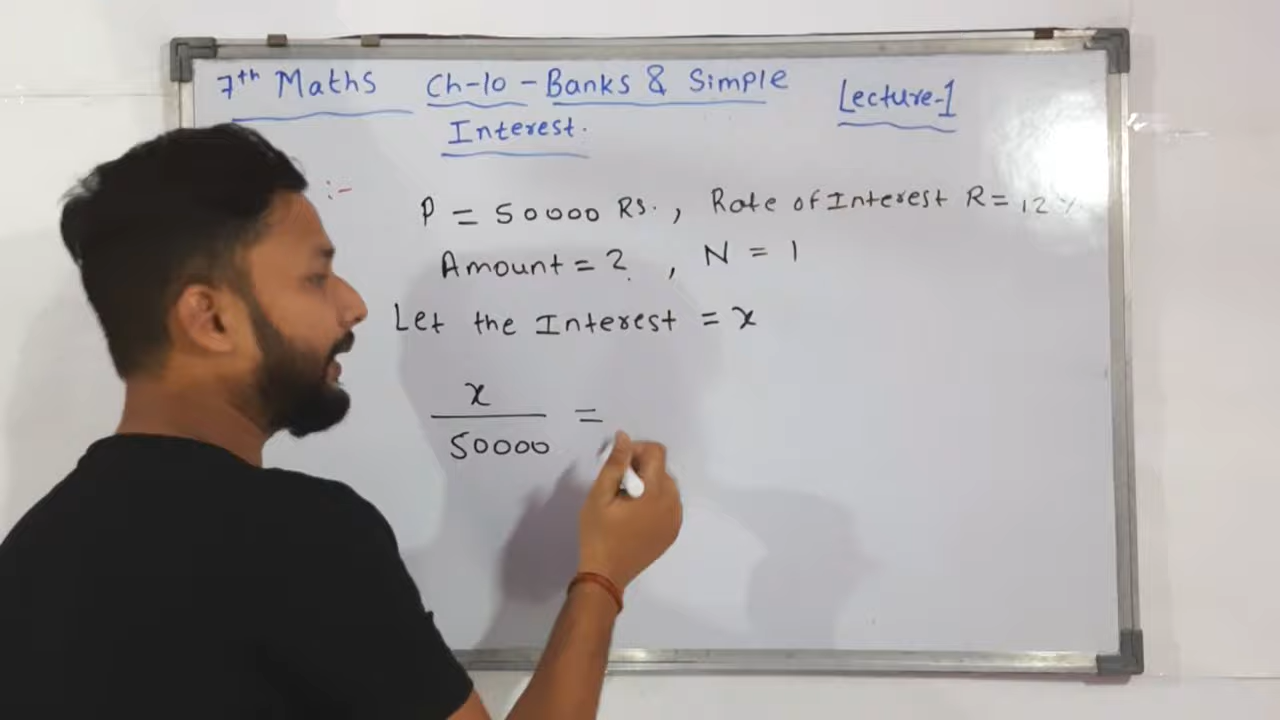 7th Maths Ch-10 - Banks & Simple Interest. Lecture-1
:-
P = 50000 Rs. , Rate of Interest R = 12 %
Amount = ? , N = 1
Let the Interest = x
x
50000 =